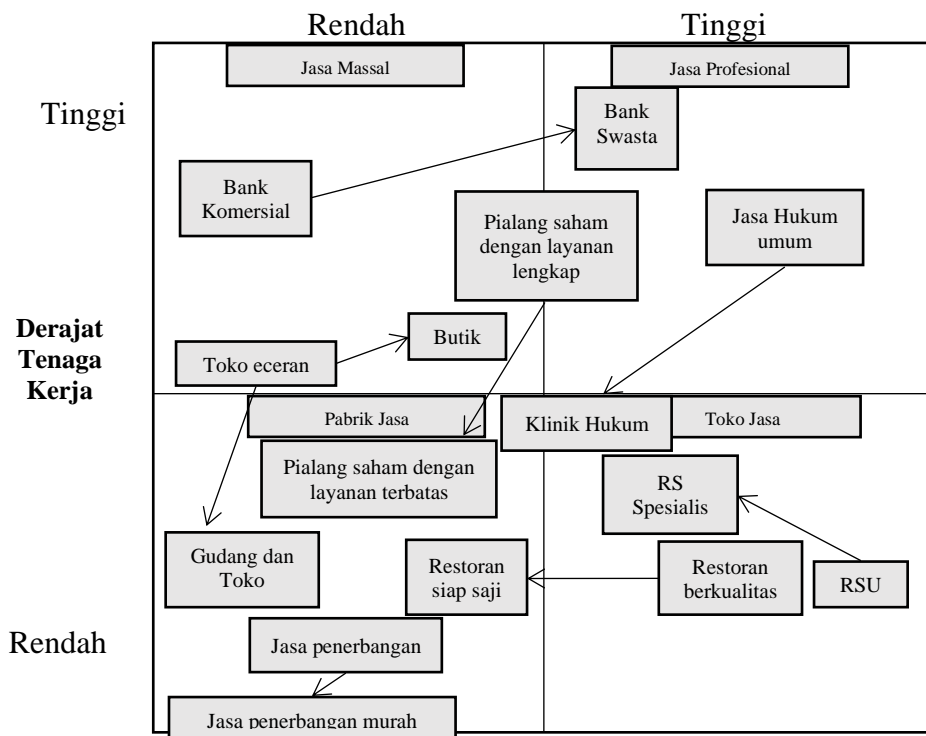 Rendah
Tinggi
Jasa Massal
Jasa Profesional
Tinggi
Bank
Swasta
Bank
Komersial
Pialang saham
dengan layanan
lengkap
Jasa Hukum
umum
Derajat
Tenaga
Kerja
Butik
Toko eceran
Pabrik Jasa
Klinik Hukum
Toko Jasa
Pialang saham dengan
layanan terbatas
RS
Spesialis
Gudang dan
Toko
Restoran
siap saji
Restoran
berkualitas
RSU
Rendah
Jasa penerbangan
Jasa penerbangan murah